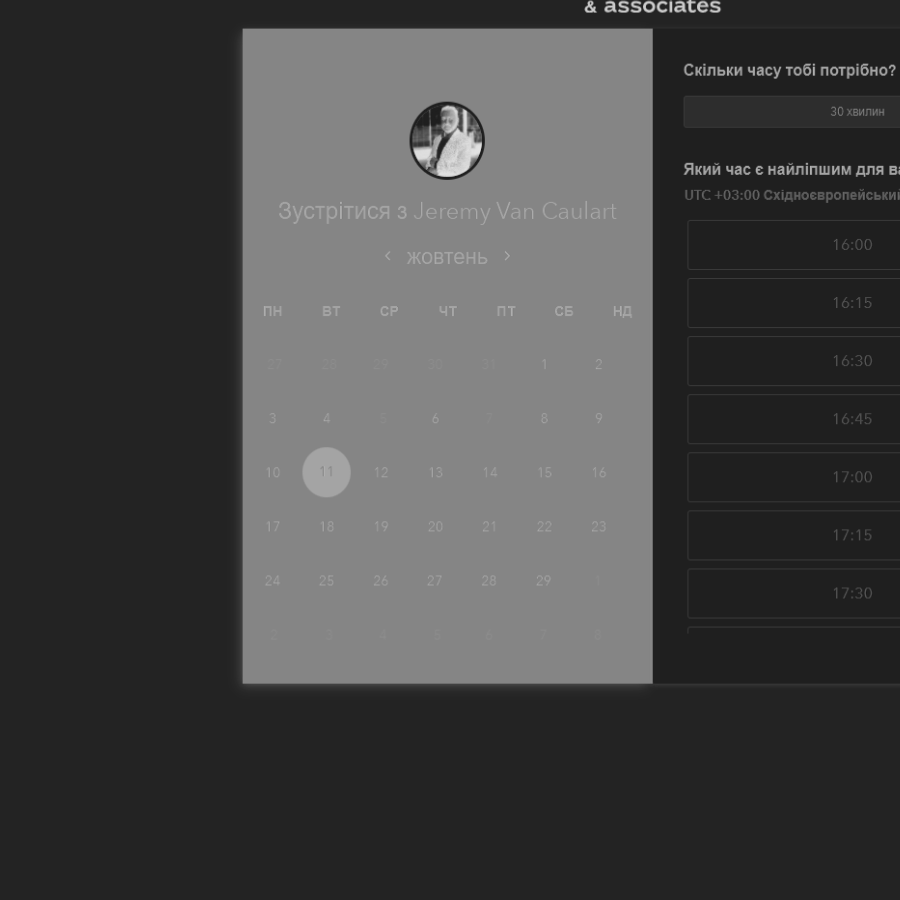 & associates
Зустрітися з Jeremy Van Caulart
‹ жовтень ›
ПН ВТ СР ЧТ ПТ СБ НД
27 28 29 30 31 1 2
3 4 5 6 7 8 9
10 11 12 13 14 15 16
17 18 19 20 21 22 23
24 25 26 27 28 29 1
2 3 4 5 6 7 8
Скільки часу тобі потрібно?
30 хвилин
Який час є найліпшим для ва
UTC +03:00 Східноєвропейськи
16:00
16:15
16:30
16:45
17:00
17:15
17:30